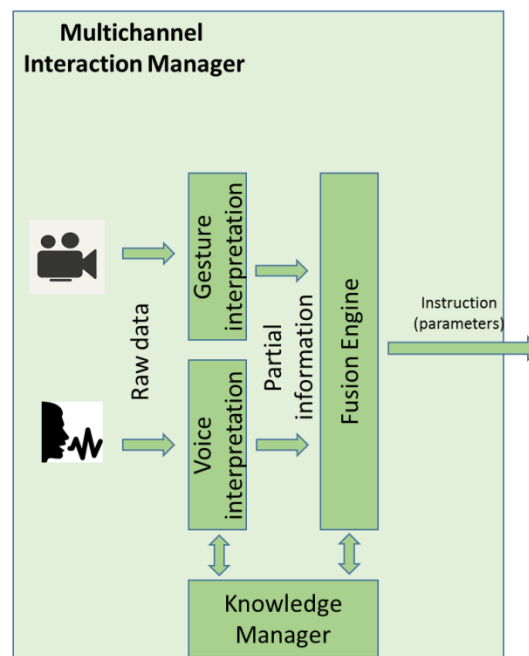 Multichannel
Interaction Manager
Raw data
Gesture
interpretation
Voice
interpretation
Partial
information
Fusion Engine
Instruction
(parameters)
Knowledge
Manager